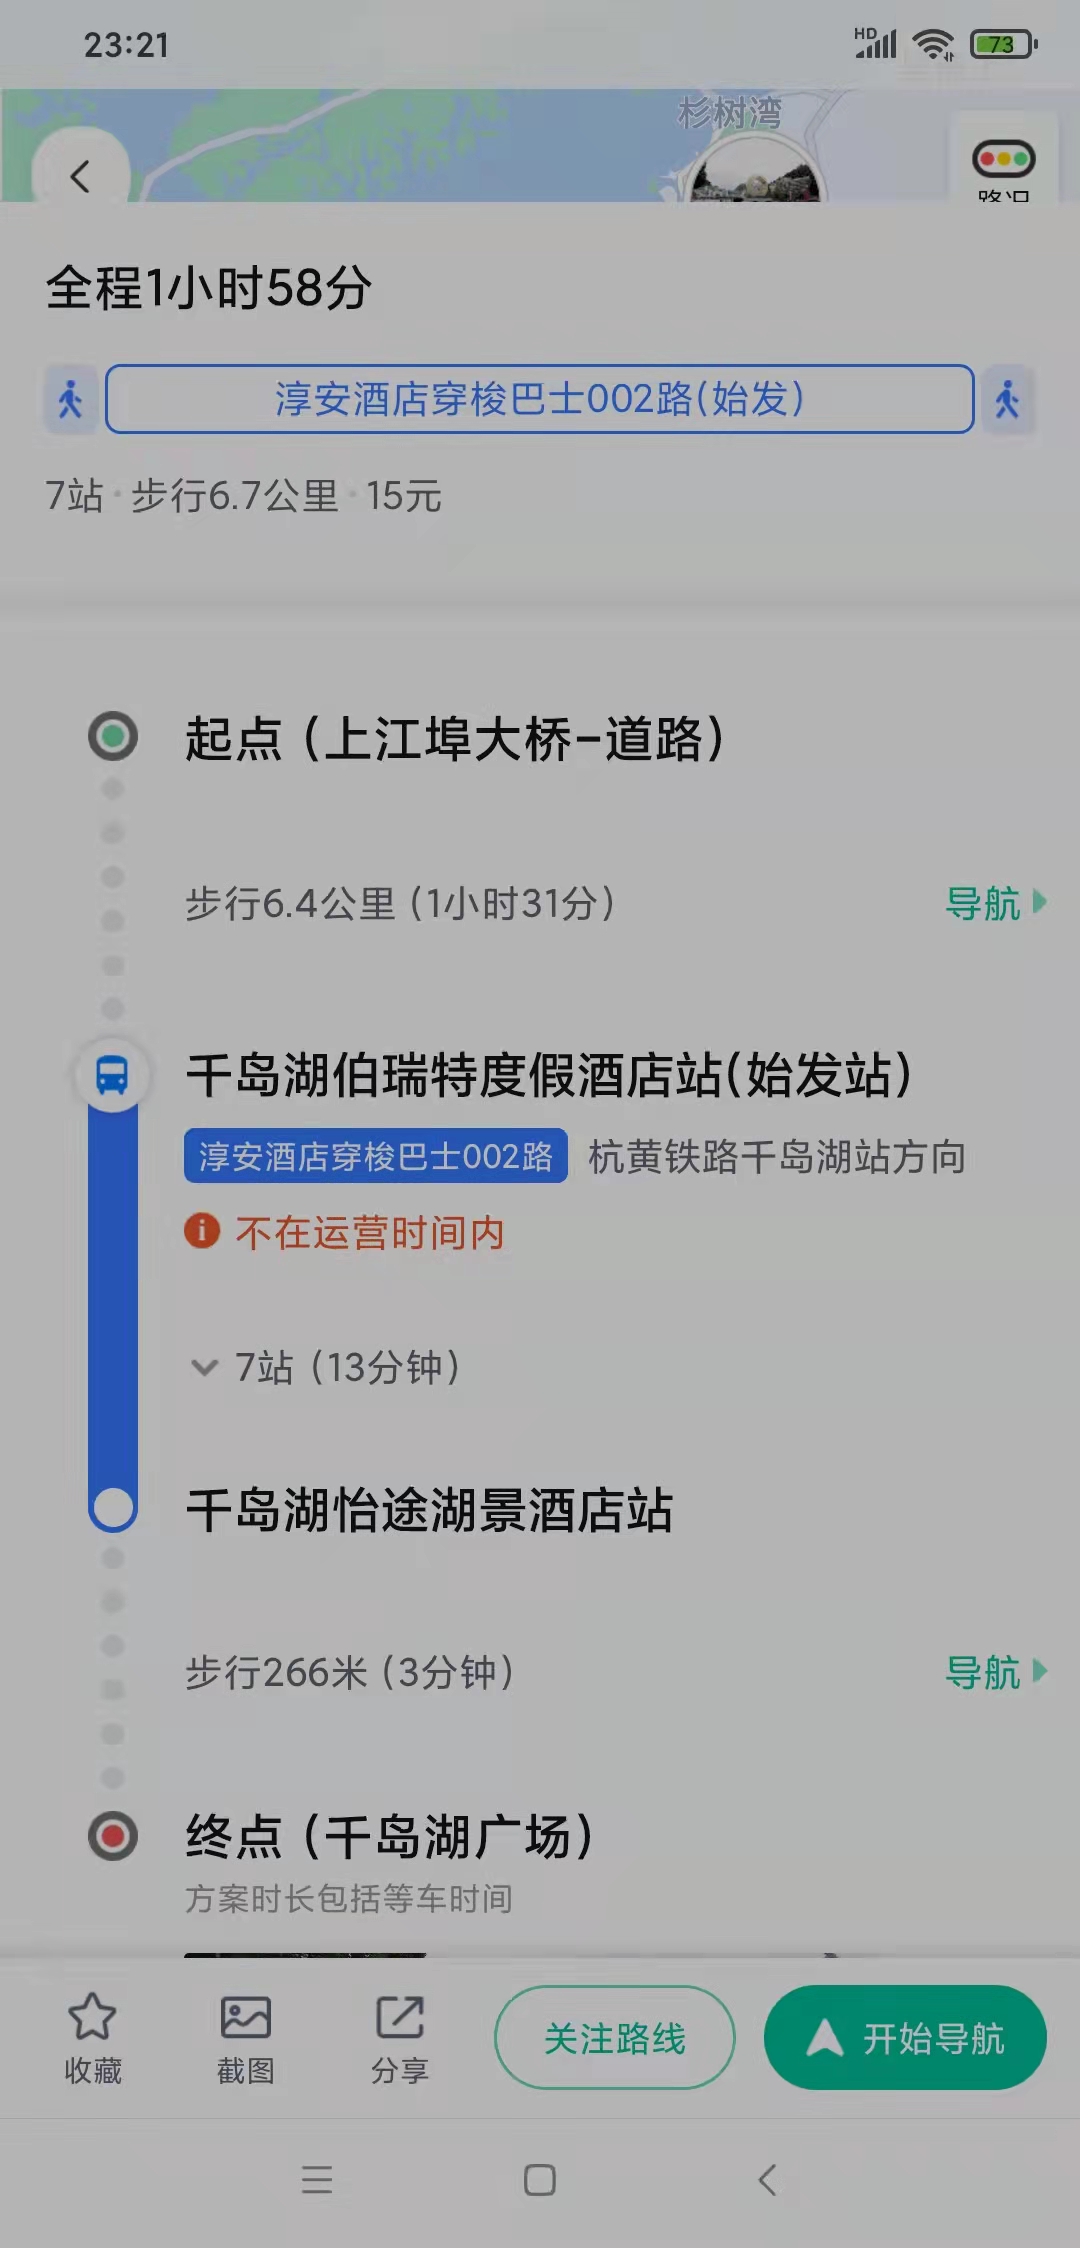 23:21
HD
73
杉树湾
路况
全程1小时58分
淳安酒店穿梭巴士002路(始发)
7站·步行6.7公里·15元
起点（上江埠大桥-道路）
步行6.4公里（1小时31分）
导航
千岛湖伯瑞特度假酒店站(始发站)
淳安酒店穿梭巴士002路 杭黄铁路千岛湖站方向
不在运营时间内
7站（13分钟）
千岛湖怡途湖景酒店站
步行266米（3分钟）
导航
终点（千岛湖广场）
方案时长包括等车时间
收藏
截图
分享
关注路线
开始导航